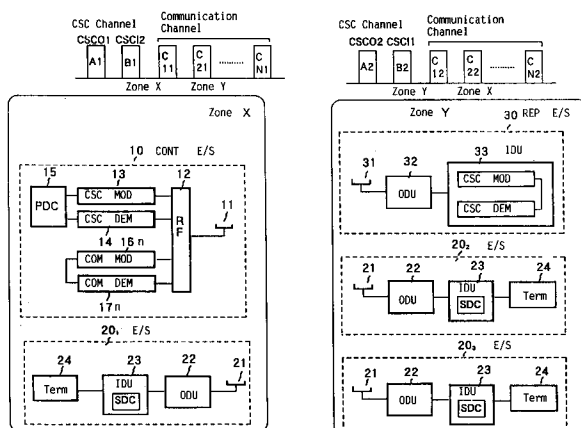 CSC Channel
Communication
Channel
CSCO1 CSCI2
A1 B1 C 11 C 21 ......... C N1
Zone X Zone Y
Zone X
10 CONT E/S
15 13 12
PDC CSC MOD RF 11
CSC DEM
14 16n
COM MOD
COM DEM
17n
20₁ E/S
24 23 22 21
Term IDU SDC ODU
CSC Channel
Communication
Channel
CSCO2 CSCI1
A2 B2 C 12 C 22 ......... C N2
Zone Y Zone X
Zone Y 30 REP E/S
31 32 33 IDU
ODU CSC MOD
CSC DEM
20₂ E/S
21 22 23 24
ODU IDU SDC Term
20₃ E/S
21 22 23 24
ODU IDU SDC Term